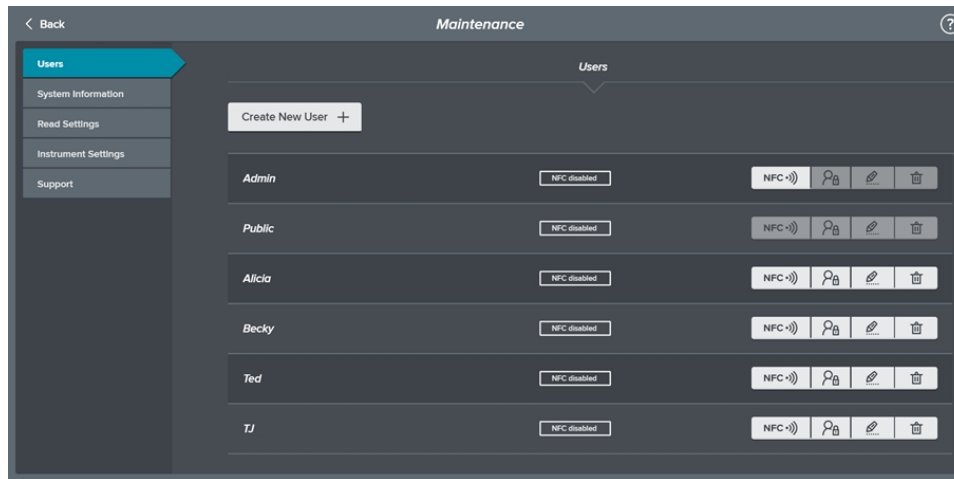 Back
Maintenance
?
Users
System Information
Read Settings
Instrument Settings
Support
Users
Create New User +
Admin NFC disabled NFC
Public NFC disabled NFC
Alicia NFC disabled NFC
Becky NFC disabled NFC
Ted NFC disabled NFC
TJ NFC disabled NFC